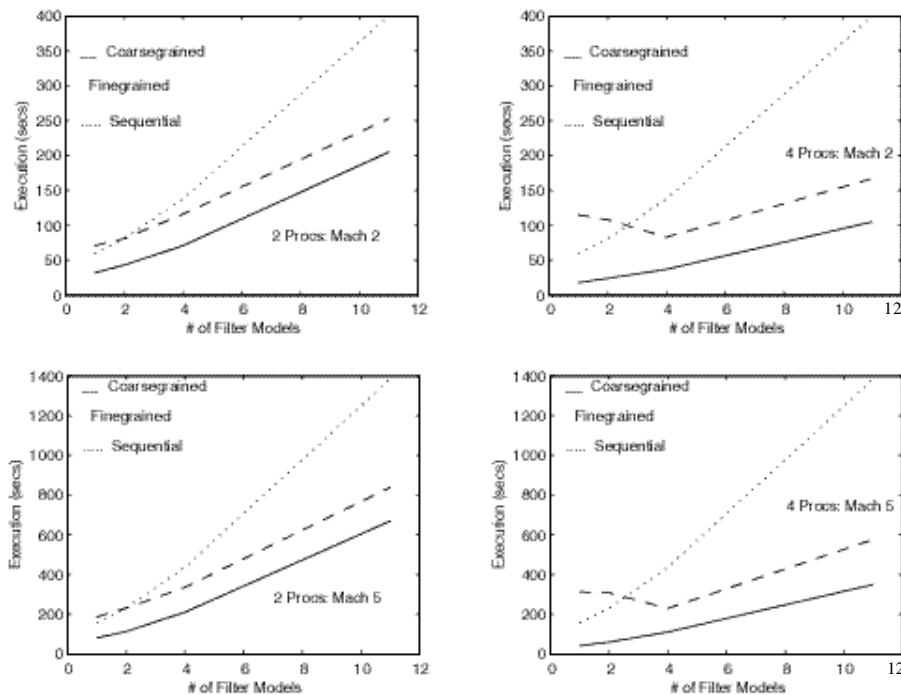 400
350
300
250
200
150
100
50
0
Execution (secs)
Coarsegrained
Finegrained
Sequential
2 Procs: Mach 2
0 2 4 6 8 10 12
# of Filter Models
400
350
300
250
200
150
100
50
0
Execution (secs)
Coarsegrained
Finegrained
Sequential
4 Procs: Mach 2
0 2 4 6 8 10 12
# of Filter Models
1400
1200
1000
800
600
400
200
0
Execution (secs)
Coarsegrained
Finegrained
Sequential
2 Procs: Mach 5
0 2 4 6 8 10 12
# of Filter Models
1400
1200
1000
800
600
400
200
0
Execution (secs)
Coarsegrained
Finegrained
Sequential
4 Procs: Mach 5
0 2 4 6 8 10 12
# of Filter Models